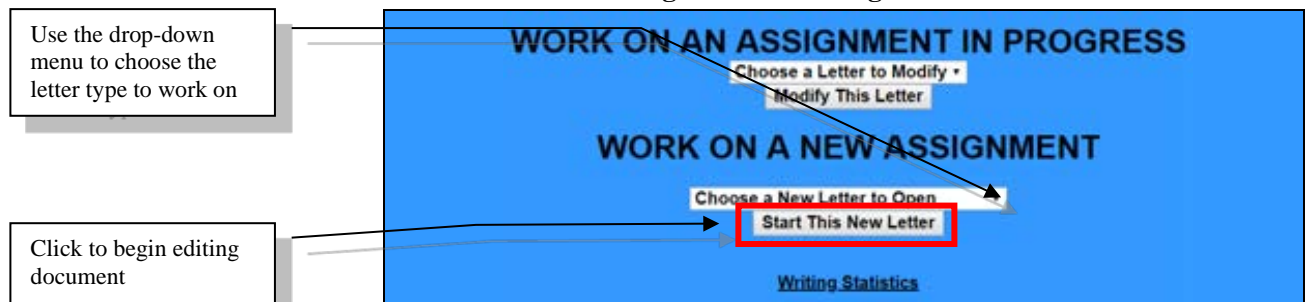 Use the drop-down
menu to choose the
letter type to work on
WORK ON AN ASSIGNMENT IN PROGRESS
Choose a Letter to Modify
Modify This Letter
WORK ON A NEW ASSIGNMENT
Choose a New Letter to Open
Start This New Letter
Click to begin editing
document
Writing Statistics